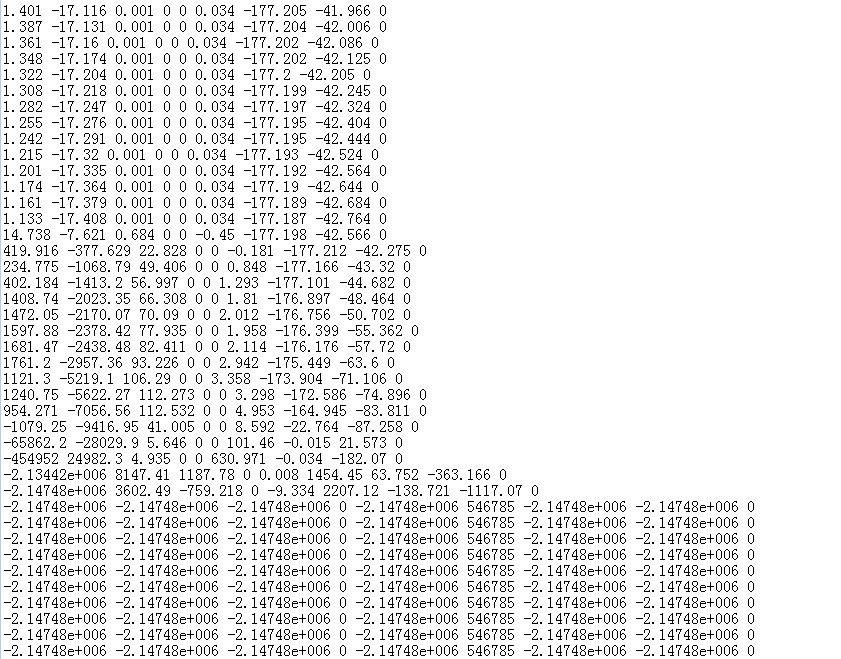 1.401 -17.116 0.001 0 0 0.034 -177.205 -41.966 0
1.387 -17.131 0.001 0 0 0.034 -177.204 -42.006 0
1.361 -17.16 0.001 0 0 0.034 -177.202 -42.086 0
1.348 -17.174 0.001 0 0 0.034 -177.202 -42.125 0
1.322 -17.204 0.001 0 0 0.034 -177.2 -42.205 0
1.308 -17.218 0.001 0 0 0.034 -177.199 -42.245 0
1.282 -17.247 0.001 0 0 0.034 -177.197 -42.324 0
1.255 -17.276 0.001 0 0 0.034 -177.195 -42.404 0
1.242 -17.291 0.001 0 0 0.034 -177.195 -42.444 0
1.215 -17.32 0.001 0 0 0.034 -177.193 -42.524 0
1.201 -17.335 0.001 0 0 0.034 -177.192 -42.564 0
1.174 -17.364 0.001 0 0 0.034 -177.19 -42.644 0
1.161 -17.379 0.001 0 0 0.034 -177.189 -42.684 0
1.133 -17.408 0.001 0 0 0.034 -177.187 -42.764 0
14.738 -7.621 0.684 0 0 -0.45 -177.198 -42.566 0
419.916 -377.629 22.828 0 0 -0.181 -177.212 -42.275 0
234.775 -1068.79 49.406 0 0 0.848 -177.166 -43.32 0
402.184 -1413.2 56.997 0 0 1.293 -177.101 -44.682 0
1408.74 -2023.35 66.308 0 0 1.81 -176.897 -48.464 0
1472.05 -2170.07 70.09 0 0 2.012 -176.756 -50.702 0
1597.88 -2378.42 77.935 0 0 1.958 -176.399 -55.362 0
1681.47 -2438.48 82.411 0 0 2.114 -176.176 -57.72 0
1761.2 -2957.36 93.226 0 0 2.942 -175.449 -63.6 0
1121.3 -5219.1 106.29 0 0 3.358 -173.904 -71.106 0
1240.75 -5622.27 112.273 0 0 3.298 -172.586 -74.896 0
954.271 -7056.56 112.532 0 0 4.953 -164.945 -83.811 0
-1079.25 -9416.95 41.005 0 0 8.592 -22.764 -87.258 0
-65862.2 -28029.9 5.646 0 0 101.46 -0.015 21.573 0
-454952 24982.3 4.935 0 0 630.971 -0.034 -182.07 0
-2.13442e+006 8147.41 1187.78 0 0.008 1454.45 63.752 -363.166 0
-2.14748e+006 3602.49 -759.218 0 -9.334 2207.12 -138.721 -1117.07 0
-2.14748e+006 -2.14748e+006 -2.14748e+006 0 -2.14748e+006 546785 -2.14748e+006 -2.14748e+006 0
-2.14748e+006 -2.14748e+006 -2.14748e+006 0 -2.14748e+006 546785 -2.14748e+006 -2.14748e+006 0
-2.14748e+006 -2.14748e+006 -2.14748e+006 0 -2.14748e+006 546785 -2.14748e+006 -2.14748e+006 0
-2.14748e+006 -2.14748e+006 -2.14748e+006 0 -2.14748e+006 546785 -2.14748e+006 -2.14748e+006 0
-2.14748e+006 -2.14748e+006 -2.14748e+006 0 -2.14748e+006 546785 -2.14748e+006 -2.14748e+006 0
-2.14748e+006 -2.14748e+006 -2.14748e+006 0 -2.14748e+006 546785 -2.14748e+006 -2.14748e+006 0
-2.14748e+006 -2.14748e+006 -2.14748e+006 0 -2.14748e+006 546785 -2.14748e+006 -2.14748e+006 0
-2.14748e+006 -2.14748e+006 -2.14748e+006 0 -2.14748e+006 546785 -2.14748e+006 -2.14748e+006 0
-2.14748e+006 -2.14748e+006 -2.14748e+006 0 -2.14748e+006 546785 -2.14748e+006 -2.14748e+006 0
-2.14748e+006 -2.14748e+006 -2.14748e+006 0 -2.14748e+006 546785 -2.14748e+006 -2.14748e+006 0